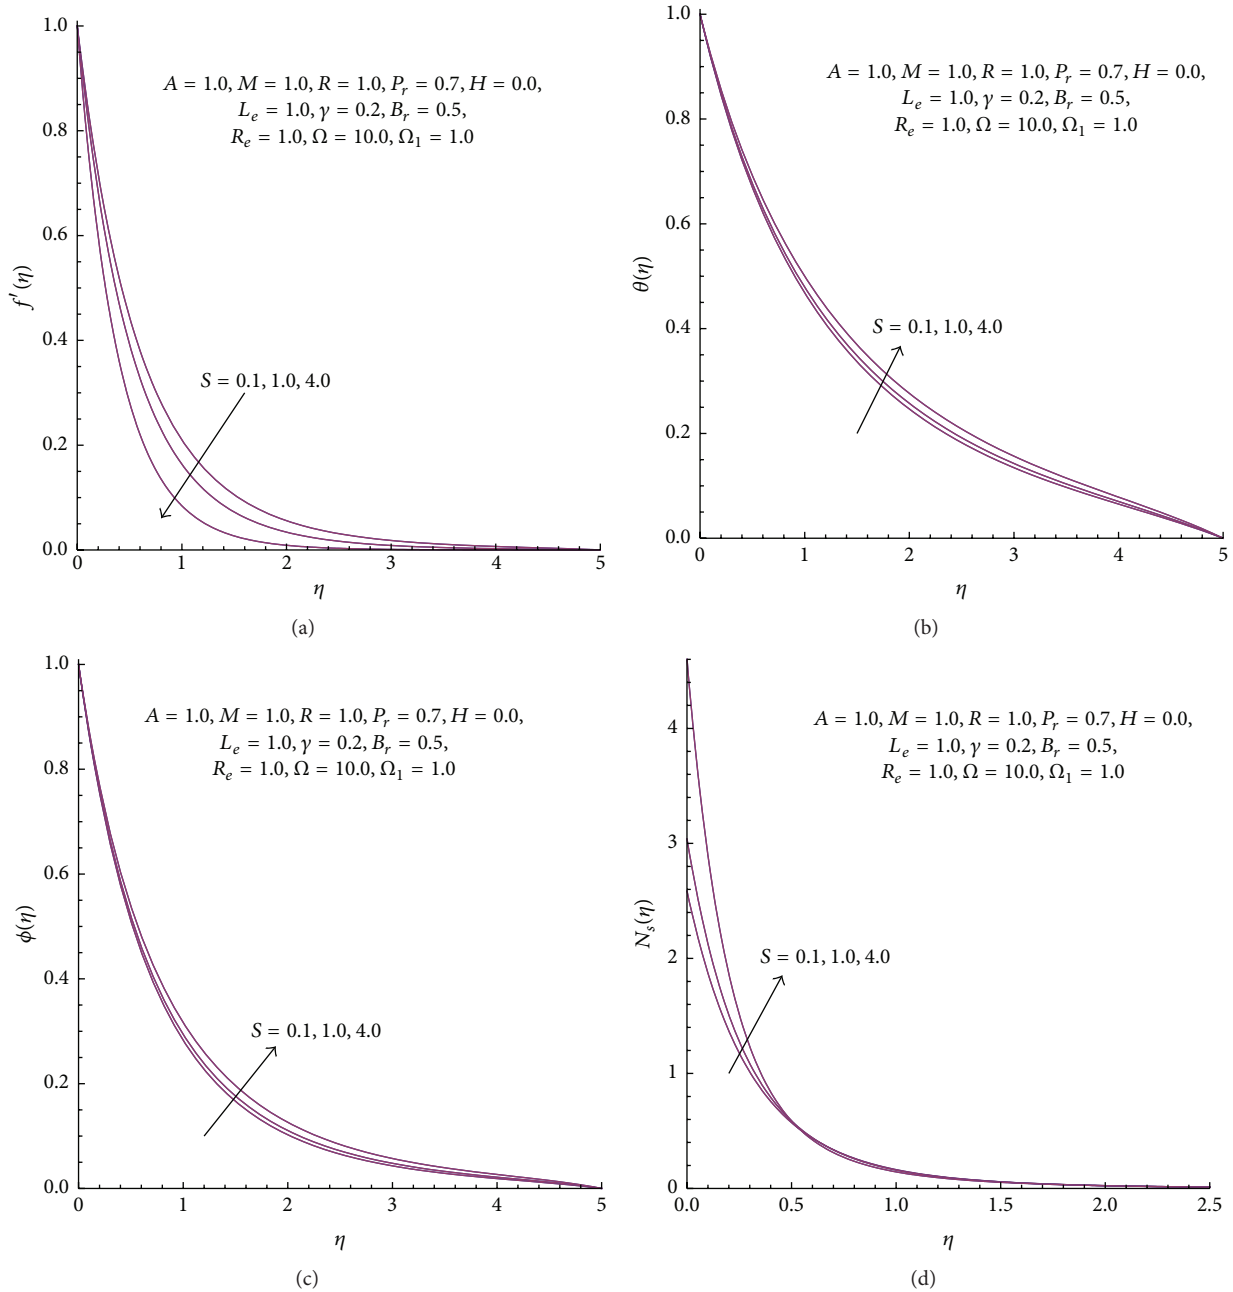 1.0
0.8
0.6
0.4
0.2
0.0
f′(η)
A = 1.0, M = 1.0, R = 1.0, P_r = 0.7, H = 0.0,
L_e = 1.0, γ = 0.2, B_r = 0.5,
R_e = 1.0, Ω = 10.0, Ω_1 = 1.0
S = 0.1, 1.0, 4.0
0 1 2 3 4 5
η
(a)
1.0
0.8
0.6
0.4
0.2
0.0
θ(η)
A = 1.0, M = 1.0, R = 1.0, P_r = 0.7, H = 0.0,
L_e = 1.0, γ = 0.2, B_r = 0.5,
R_e = 1.0, Ω = 10.0, Ω_1 = 1.0
S = 0.1, 1.0, 4.0
0 1 2 3 4 5
η
(b)
1.0
0.8
0.6
0.4
0.2
0.0
ϕ(η)
A = 1.0, M = 1.0, R = 1.0, P_r = 0.7, H = 0.0,
L_e = 1.0, γ = 0.2, B_r = 0.5,
R_e = 1.0, Ω = 10.0, Ω_1 = 1.0
S = 0.1, 1.0, 4.0
0 1 2 3 4 5
η
(c)
4
3
2
1
0
N_s(η)
A = 1.0, M = 1.0, R = 1.0, P_r = 0.7, H = 0.0,
L_e = 1.0, γ = 0.2, B_r = 0.5,
R_e = 1.0, Ω = 10.0, Ω_1 = 1.0
S = 0.1, 1.0, 4.0
0.0 0.5 1.0 1.5 2.0 2.5
η
(d)